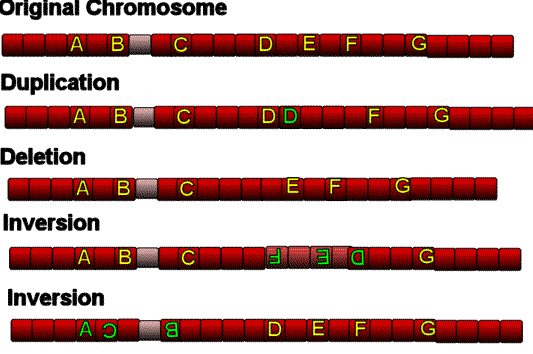 Original Chromosome
A B C D E F G
Duplication
A B C D D F G
Deletion
A B C E F G
Inversion
A B C F E D G
Inversion
A C B D E F G